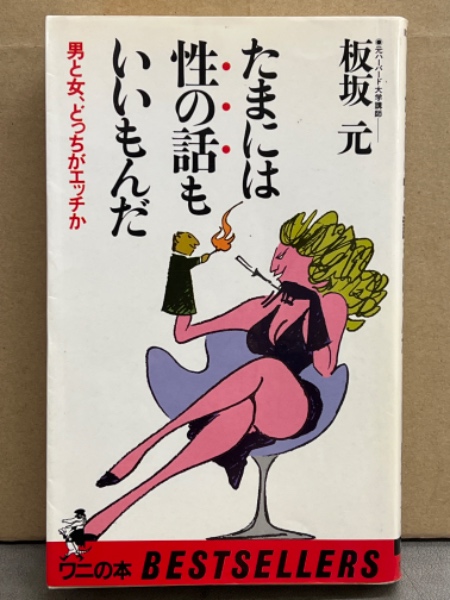 元ハーバード大学講師
板坂 元
たまには
性の話も
いいもんだ
男と女、どっちがエッチか
ワニの本 BESTSELLERS